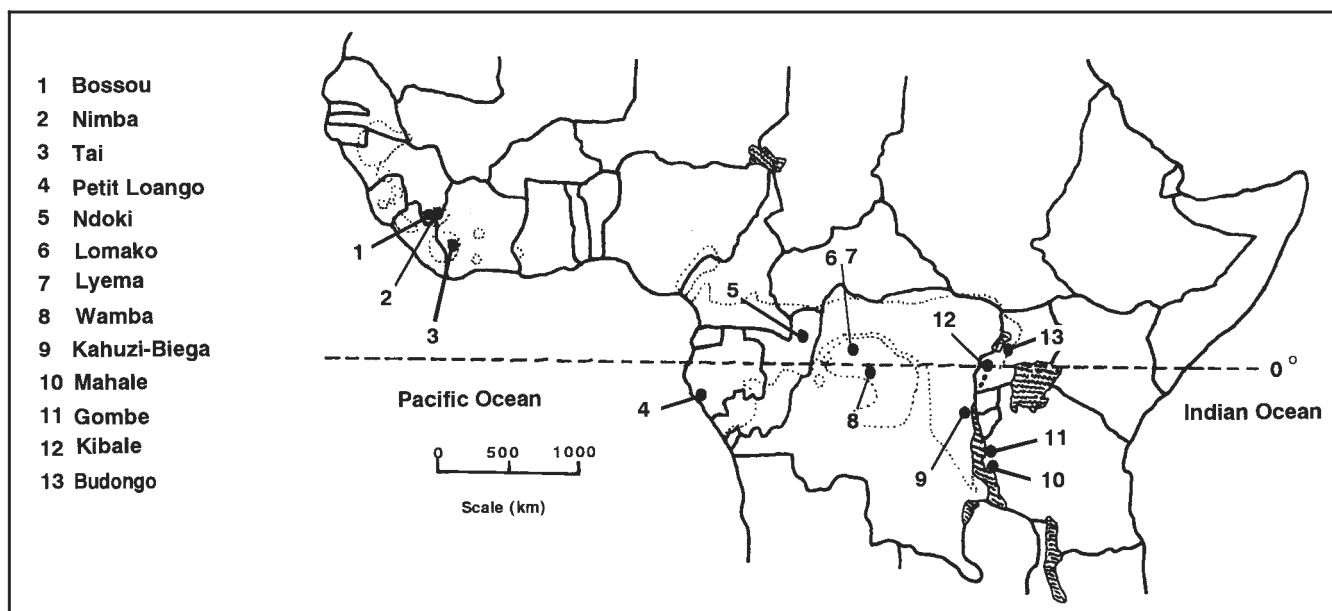 1 Bossou
2 Nimba
3 Tai
4 Petit Loango
5 Ndoki
6 Lomako
7 Lyema
8 Wamba
9 Kahuzi-Biega
10 Mahale
11 Gombe
12 Kibale
13 Budongo
1
2
3
4
5
6 7
8
9
12
13
11
10
0°
Pacific Ocean
Indian Ocean
0 500 1000
Scale (km)